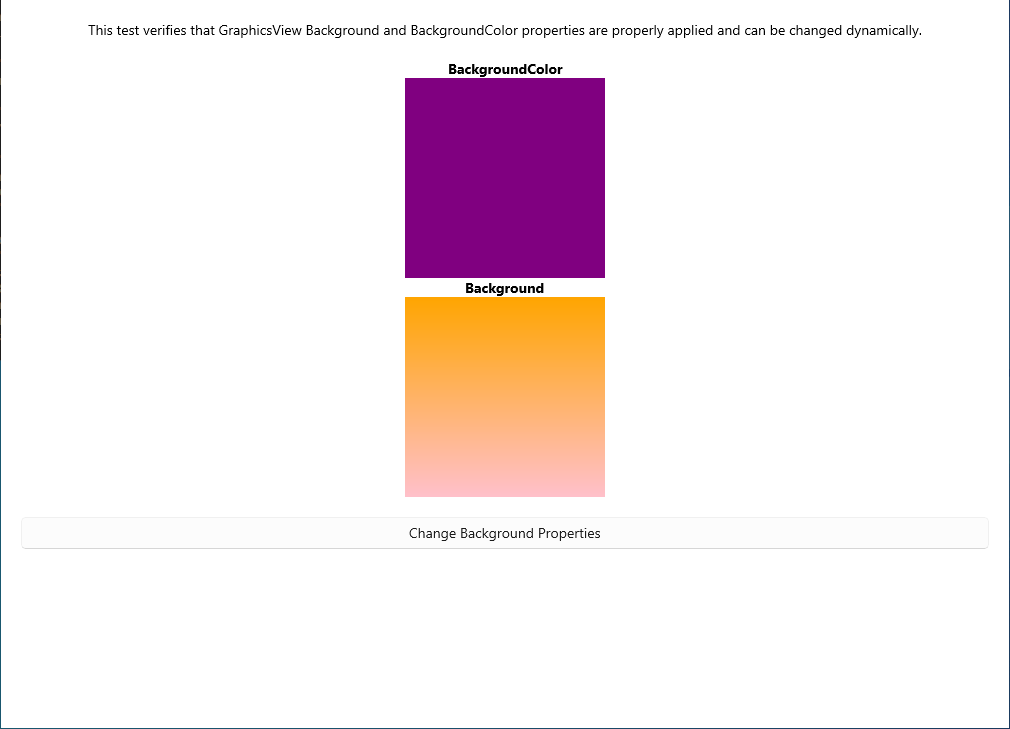 This test verifies that GraphicsView Background and BackgroundColor properties are properly applied and can be changed dynamically.
BackgroundColor
Background
Change Background Properties